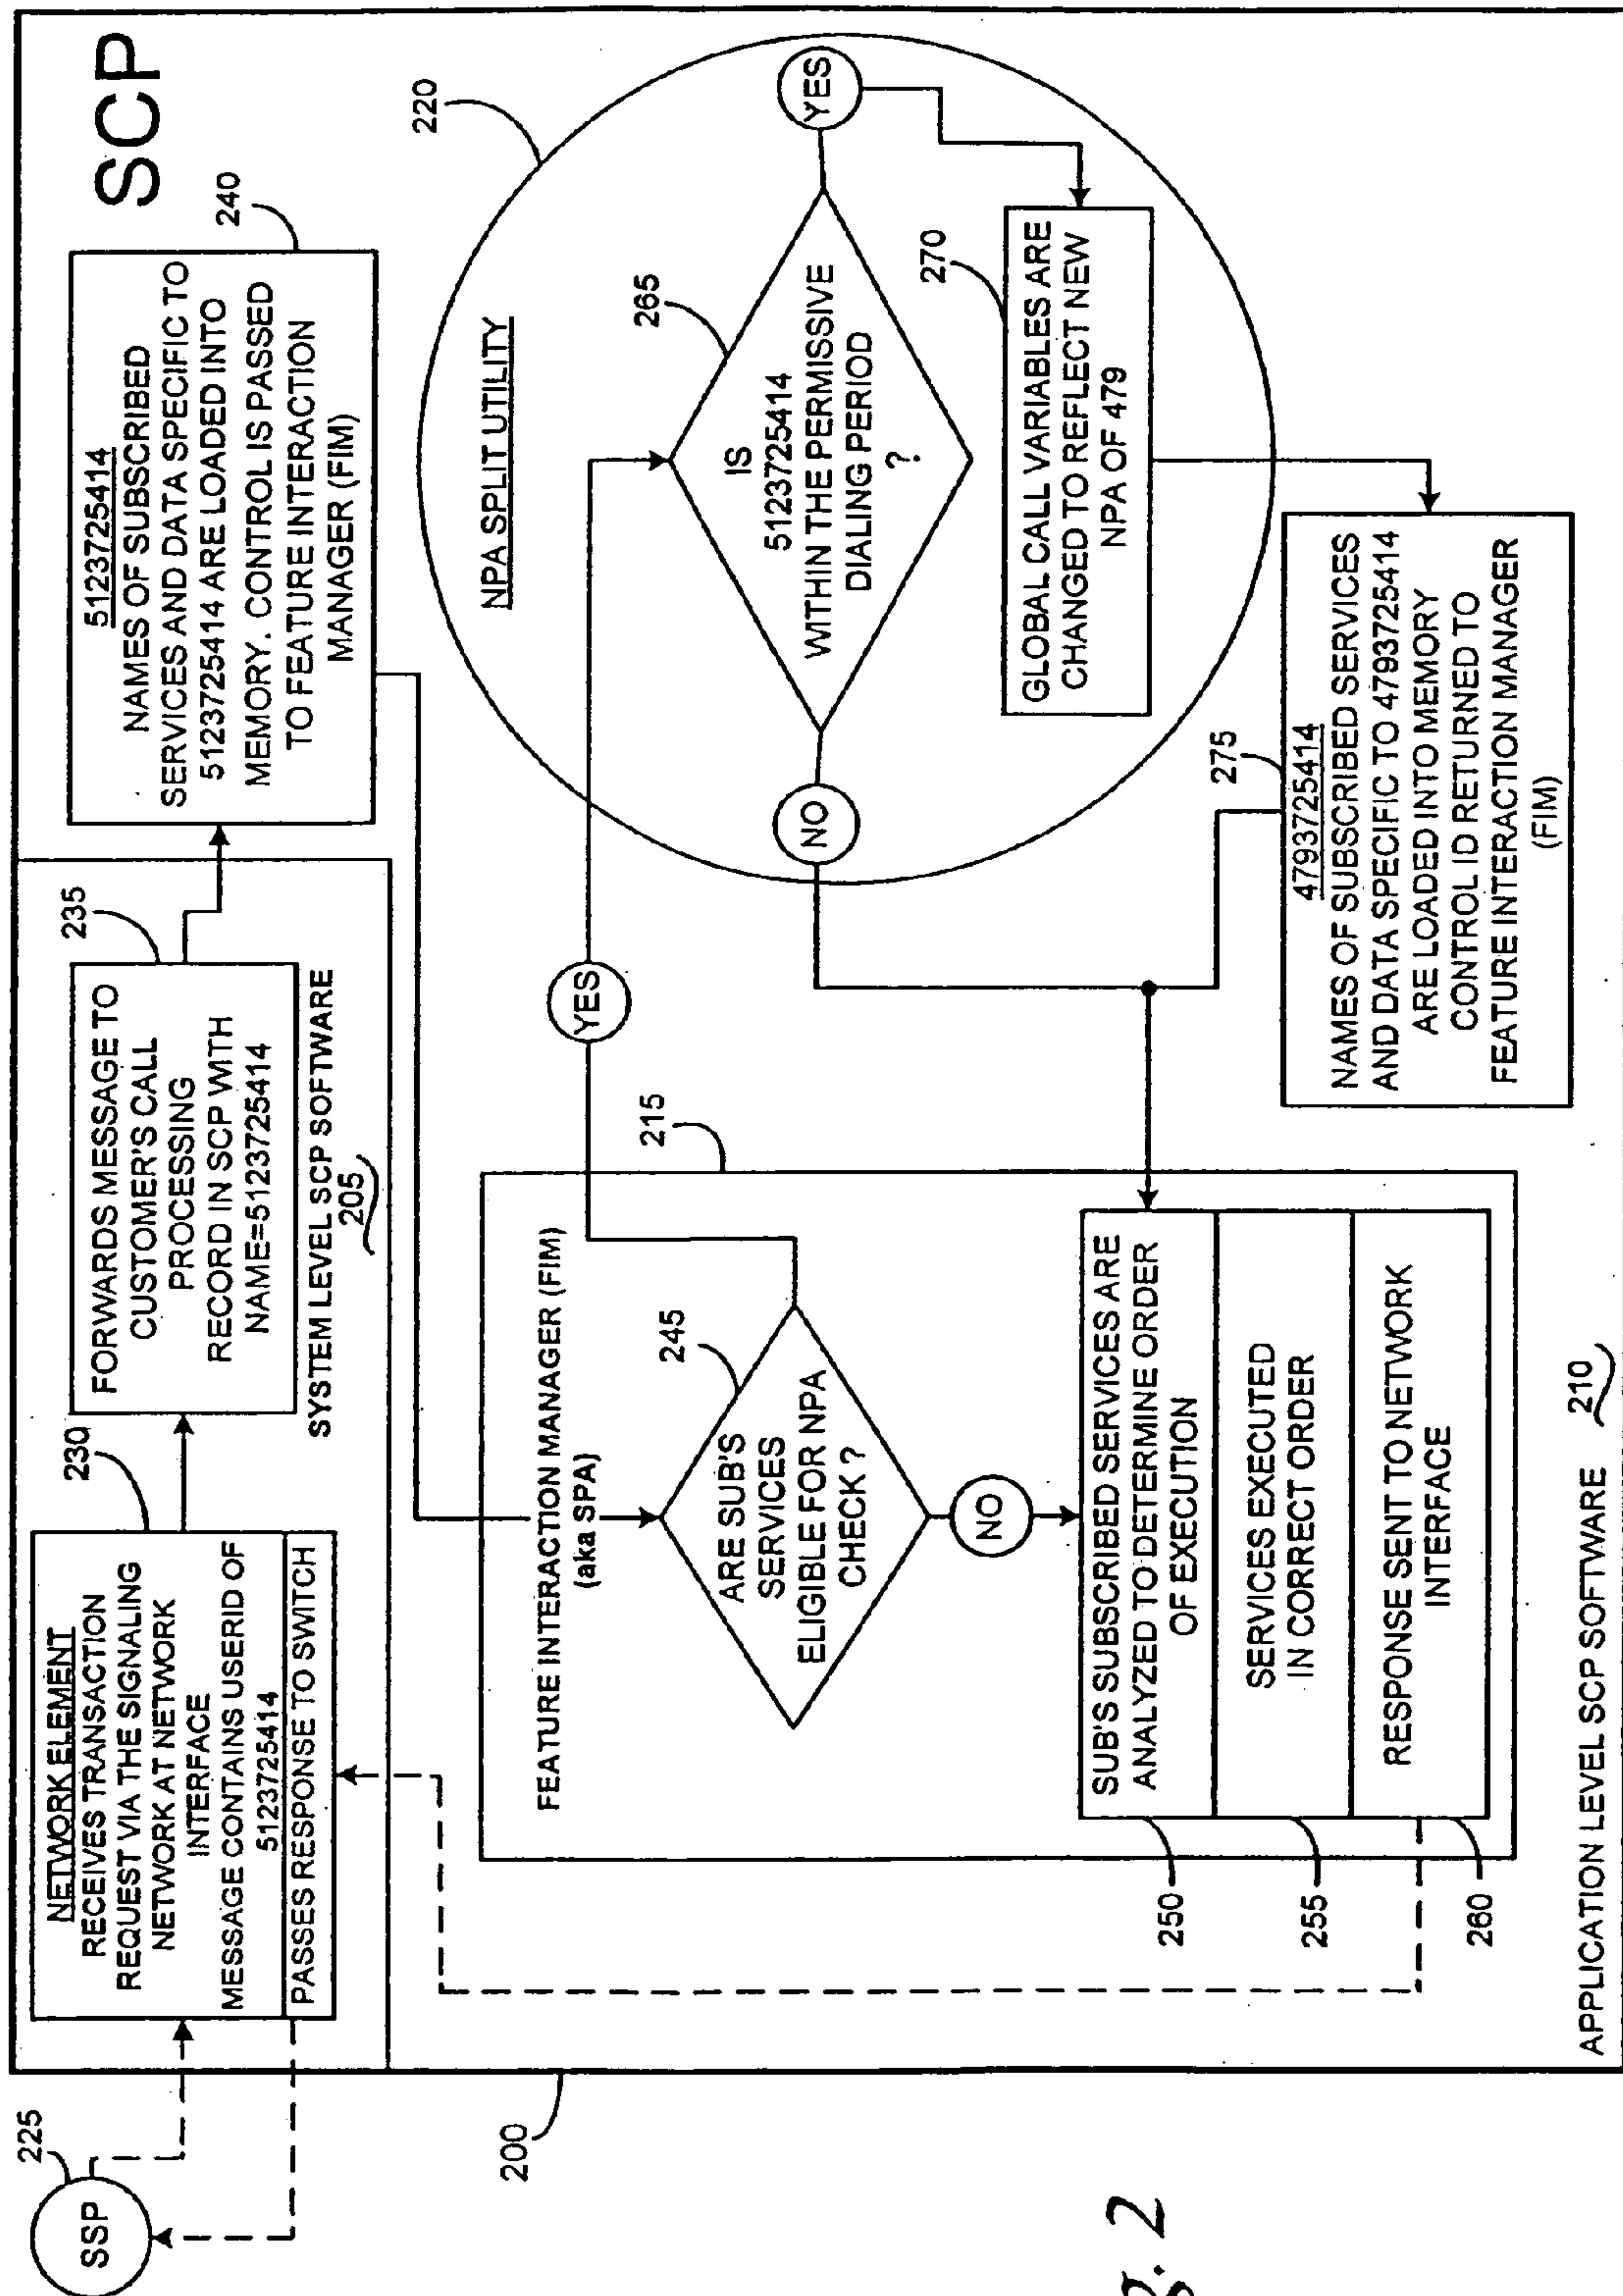 SCP
225
SSP
200
230
NETWORK ELEMENT
RECEIVES TRANSACTION
REQUEST VIA THE SIGNALING
NETWORK AT NETWORK
INTERFACE
MESSAGE CONTAINS USERID OF
5123725414
PASSES RESPONSE TO SWITCH
235
FORWARDS MESSAGE TO
CUSTOMER'S CALL
PROCESSING
RECORD IN SCP WITH
NAME=5123725414
SYSTEM LEVEL SCP SOFTWARE
205
240
5123725414
NAMES OF SUBSCRIBED
SERVICES AND DATA SPECIFIC TO
5123725414 ARE LOADED INTO
MEMORY. CONTROL IS PASSED
TO FEATURE INTERACTION
MANAGER (FIM)
215
FEATURE INTERACTION MANAGER (FIM)
(aka SPA)
245
ARE SUB'S
SERVICES
ELIGIBLE FOR NPA
CHECK ?
YES
NO
SUB'S SUBSCRIBED SERVICES ARE
ANALYZED TO DETERMINE ORDER
OF EXECUTION
250
SERVICES EXECUTED
IN CORRECT ORDER
255
RESPONSE SENT TO NETWORK
INTERFACE
260
220
NPA SPLIT UTILITY
265
IS
5123725414
WITHIN THE PERMISSIVE
DIALING PERIOD
?
NO
YES
270
GLOBAL CALL VARIABLES ARE
CHANGED TO REFLECT NEW
NPA OF 479
275
4793725414
NAMES OF SUBSCRIBED SERVICES
AND DATA SPECIFIC TO 4793725414
ARE LOADED INTO MEMORY
CONTROL ID RETURNED TO
FEATURE INTERACTION MANAGER
(FIM)
APPLICATION LEVEL SCP SOFTWARE 210
g. 2